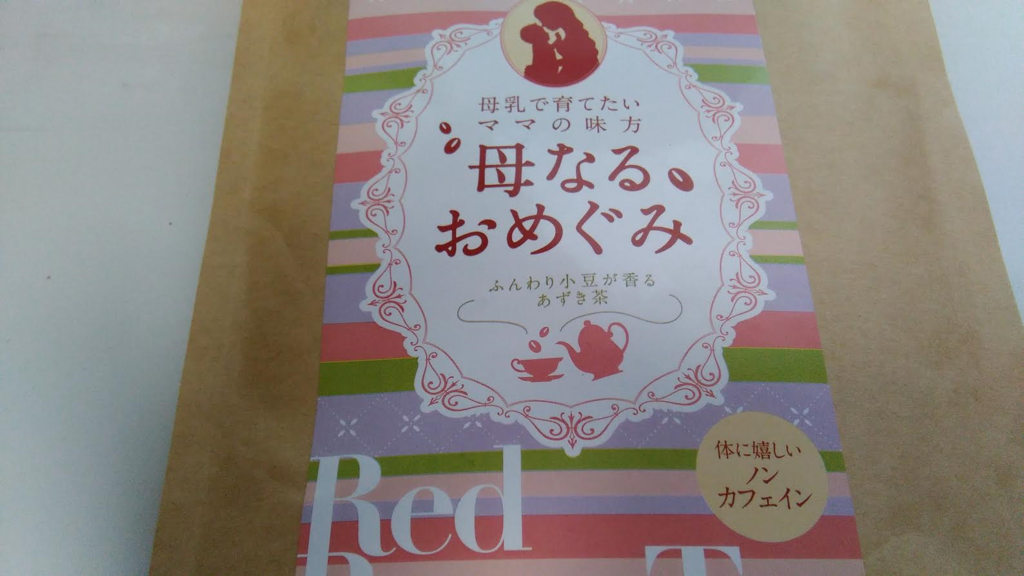 母乳で育てたい
ママの味方
母なる
おめぐみ
ふんわり小豆が香る
あずき茶
体に嬉しい
ノン
カフェイン
Red